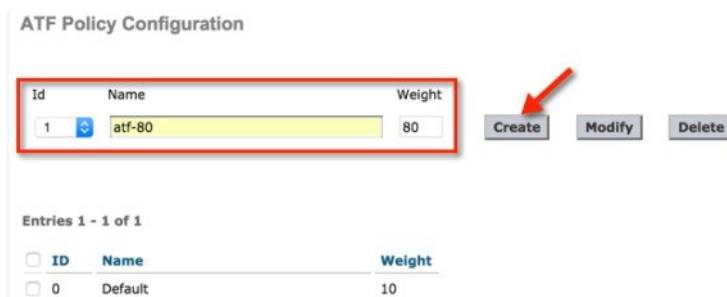 ATF Policy Configuration
Id Name Weight
1 atf-80 80 Create Modify Delete
Entries 1 - 1 of 1
ID Name Weight
0 Default 10